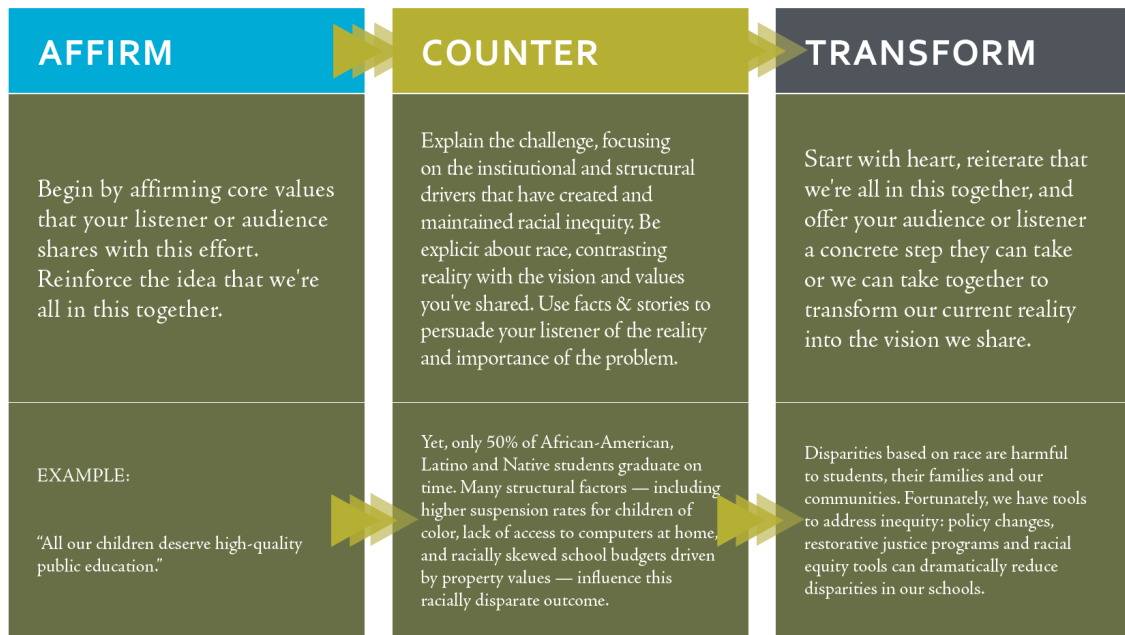 AFFIRM
Begin by affirming core values
that your listener or audience
shares with this effort.
Reinforce the idea that we're
all in this together.
EXAMPLE:
“All our children deserve high-quality
public education.”
COUNTER
Explain the challenge, focusing
on the institutional and structural
drivers that have created and
maintained racial inequity. Be
explicit about race, contrasting
reality with the vision and values
you've shared. Use facts & stories to
persuade your listener of the reality
and importance of the problem.
Yet, only 50% of African-American,
Latino and Native students graduate on
time. Many structural factors — including
higher suspension rates for children of
color, lack of access to computers at home,
and racially skewed school budgets driven
by property values — influence this
racially disparate outcome.
TRANSFORM
Start with heart, reiterate that
we're all in this together, and
offer your audience or listener
a concrete step they can take
or we can take together to
transform our current reality
into the vision we share.
Disparities based on race are harmful
to students, their families and our
communities. Fortunately, we have tools
to address inequity: policy changes,
restorative justice programs and racial
equity tools can dramatically reduce
disparities in our schools.